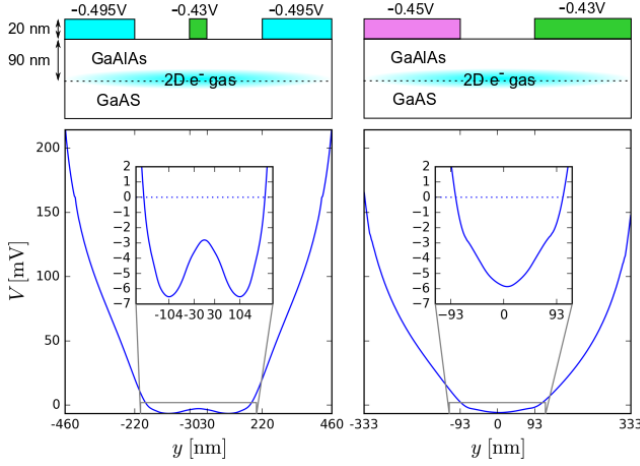 −0.495V −0.43V −0.495V −0.45V −0.43V
20 nm
90 nm
GaAlAs GaAlAs
2D e⁻ gas 2D e⁻ gas
GaAS GaAS
200
150
100
50
0
V [mV]
2
1
0
−1
−2
−3
−4
−5
−6
−7
-104 -30 30 104
2
1
0
−1
−2
−3
−4
−5
−6
−7
-93 0 93
-460 -220 -3030 220 460
-333 -93 0 93 333
y [nm] y [nm]